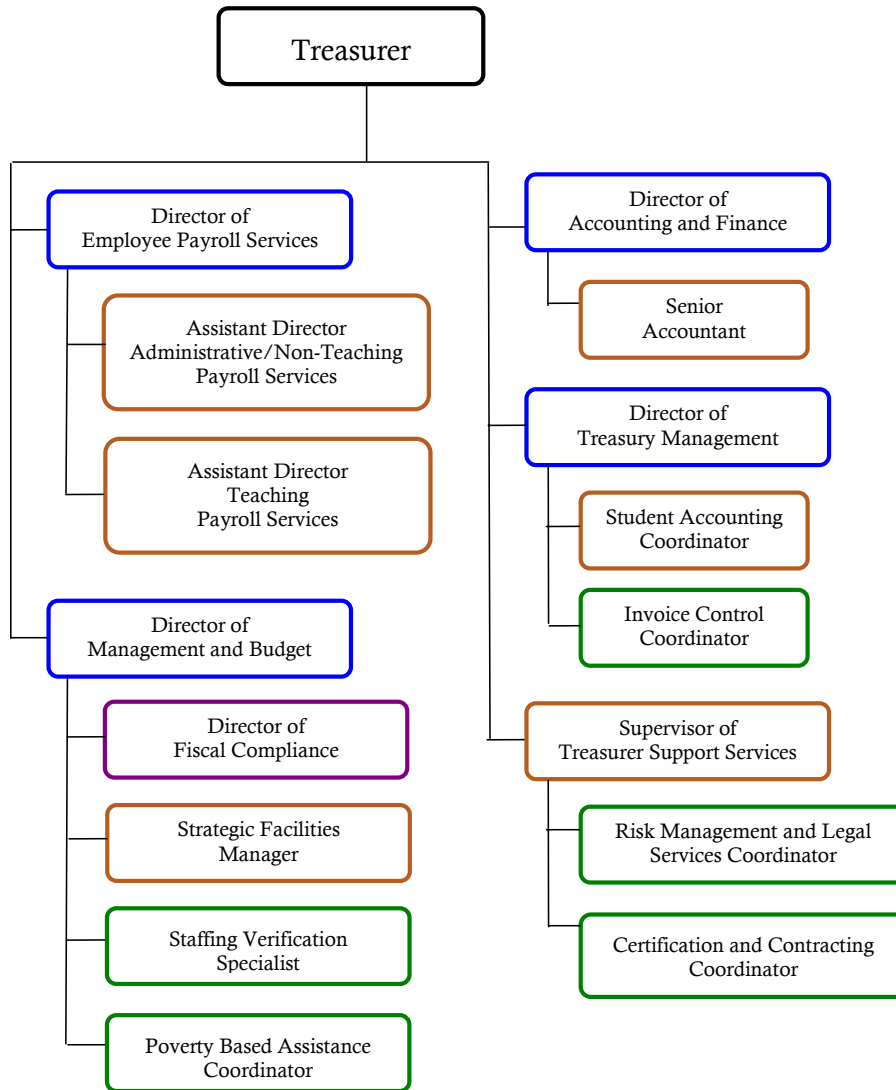 Treasurer
Director of
Employee Payroll Services
Assistant Director
Administrative/Non-Teaching
Payroll Services
Assistant Director
Teaching
Payroll Services
Director of
Management and Budget
Director of
Fiscal Compliance
Strategic Facilities
Manager
Staffing Verification
Specialist
Poverty Based Assistance
Coordinator
Director of
Accounting and Finance
Senior
Accountant
Director of
Treasury Management
Student Accounting
Coordinator
Invoice Control
Coordinator
Supervisor of
Treasurer Support Services
Risk Management and Legal
Services Coordinator
Certification and Contracting
Coordinator